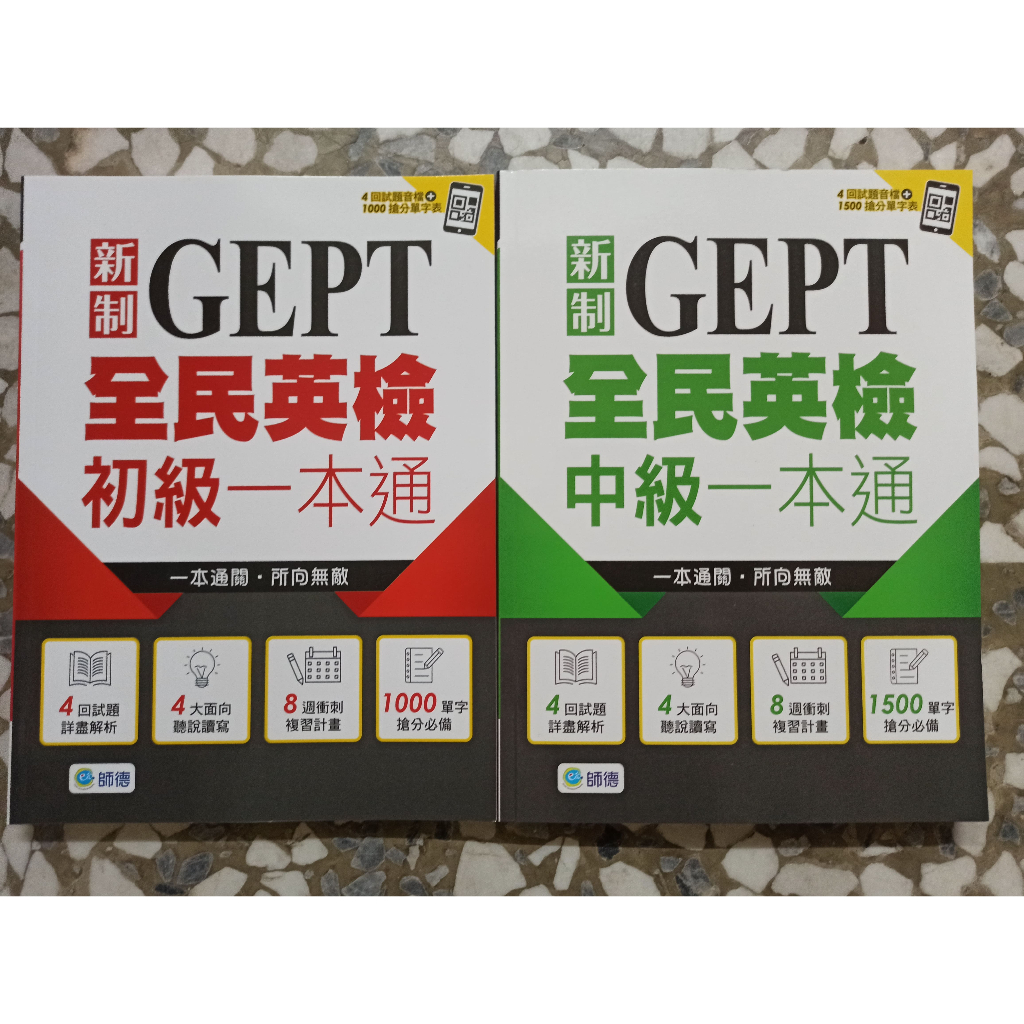 4回試題音檔+
1000 搶分單字表
新制
GEPT
全民英檢
初級一本通
一本通關・所向無敵
4 回試題
詳盡解析
4 大面向
聽說讀寫
8 週衝刺
複習計畫
1000 單字
搶分必備
師德
4回試題音檔+
1500 搶分單字表
新制
GEPT
全民英檢
中級一本通
一本通關・所向無敵
4 回試題
詳盡解析
4 大面向
聽說讀寫
8 週衝刺
複習計畫
1500 單字
搶分必備
師德